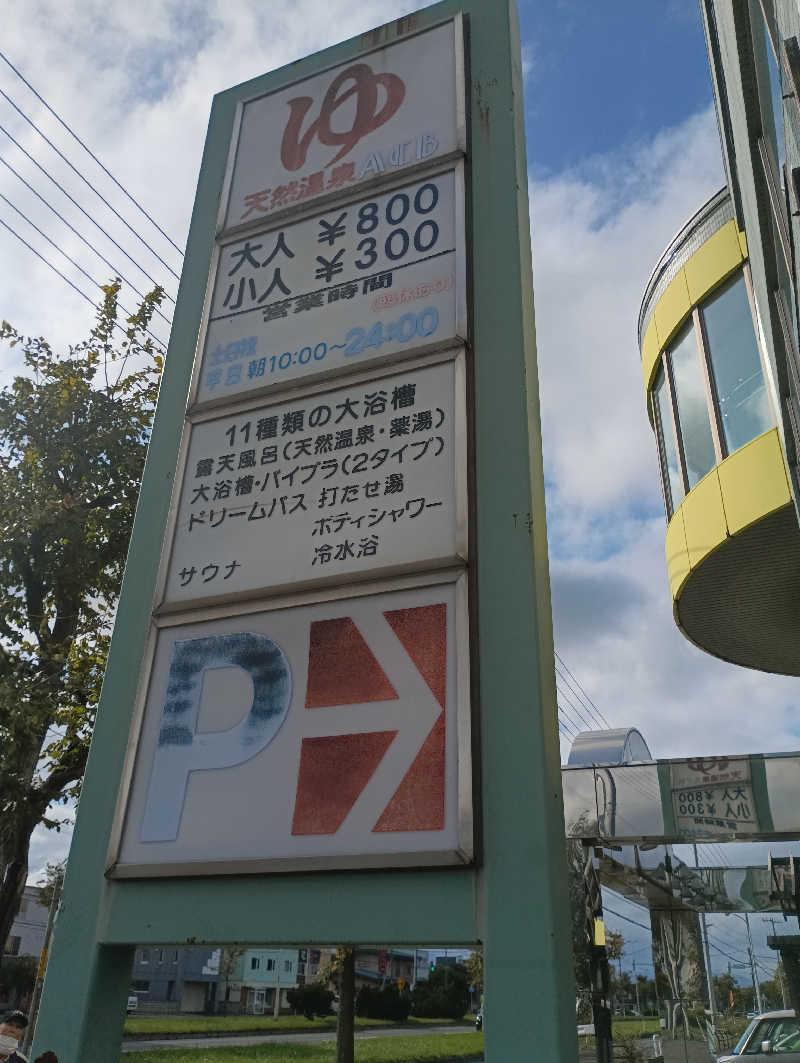 ゆ
天然温泉 ACB
大人 ¥800
小人 ¥300
営業時間
土日祝
平日 朝10:00~24:00
11種類の大浴槽
露天風呂(天然温泉・薬湯)
大浴槽・バイブラ(2タイプ)
ドリームバス 打たせ湯
ボディシャワー
サウナ 冷水浴
P